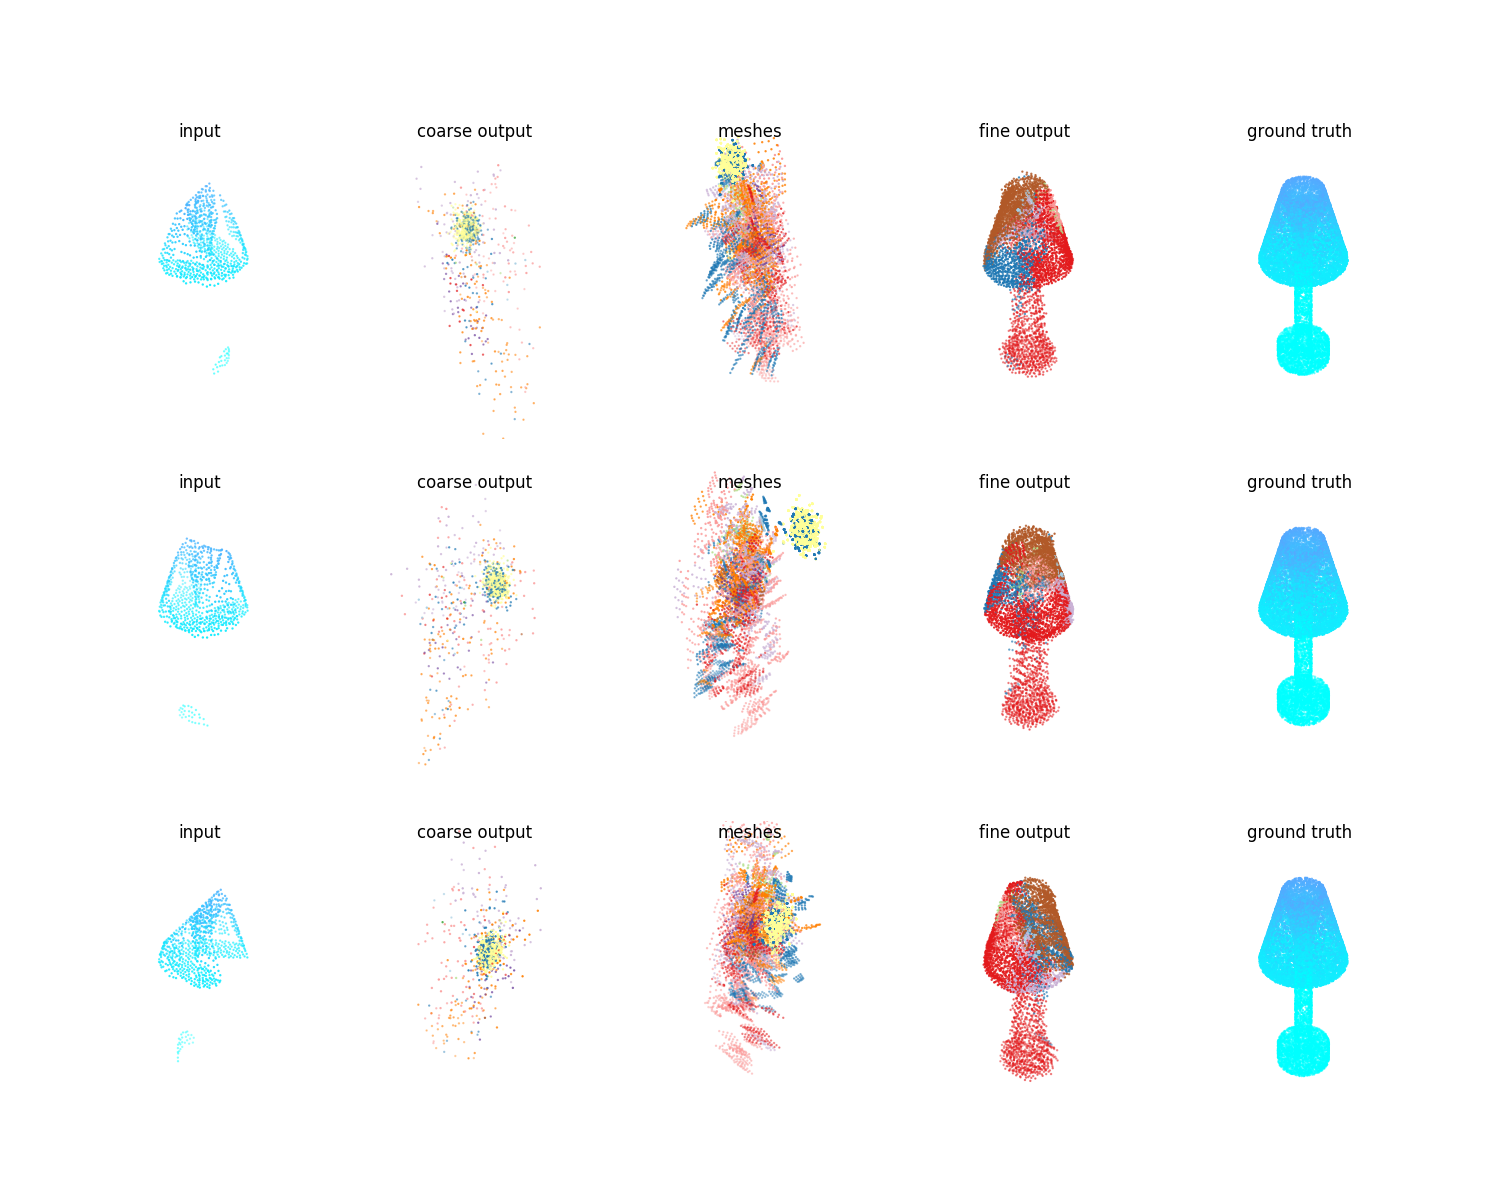 input
coarse output
meshes
fine output
ground truth
input
coarse output
meshes
fine output
ground truth
input
coarse output
meshes
fine output
ground truth